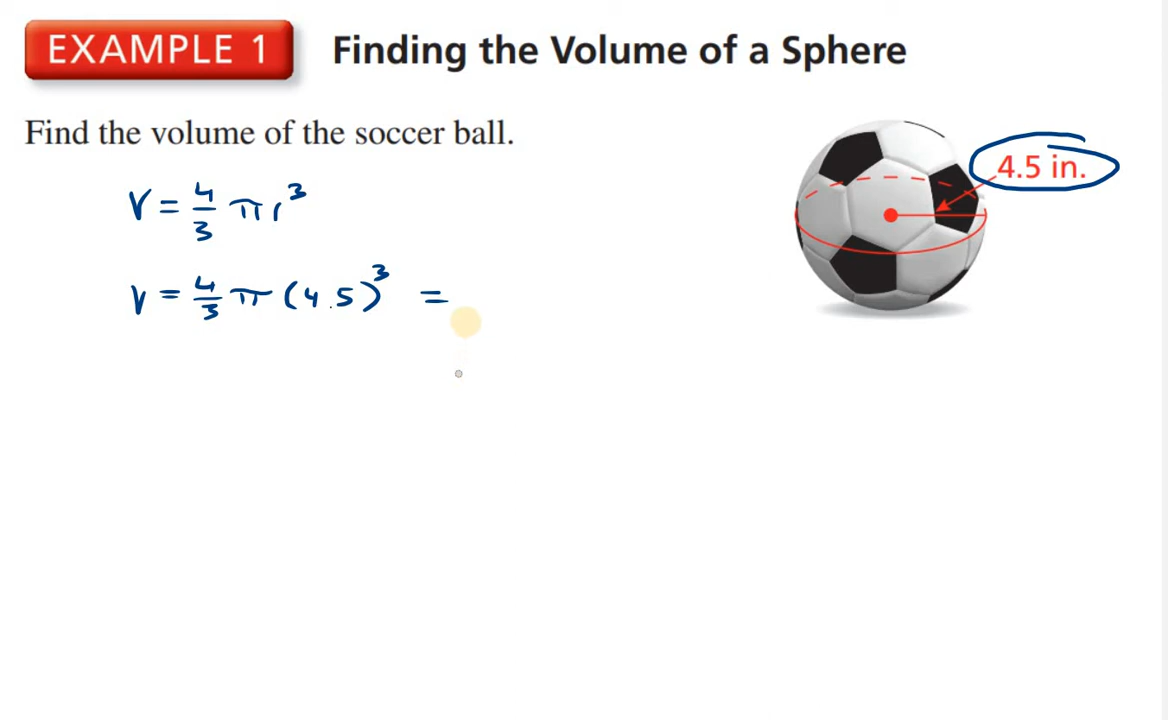 EXAMPLE 1 Finding the Volume of a Sphere
Find the volume of the soccer ball.
4.5 in.
V = 4/3 π r³
V = 4/3 π (4.5)³ =